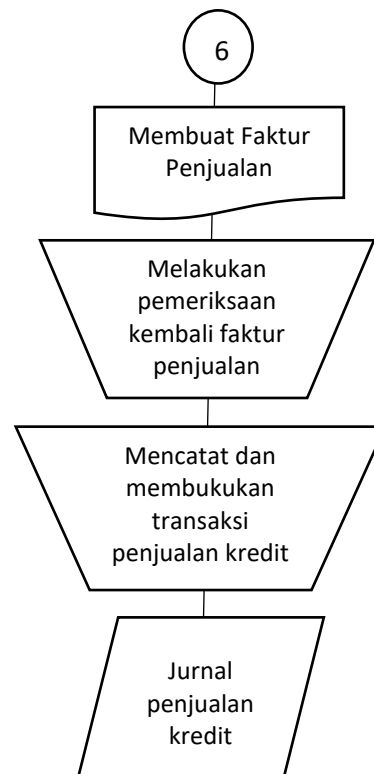 6
Membuat Faktur
Penjualan
Melakukan
pemeriksaan
kembali faktur
penjualan
Mencatat dan
membukukan
transaksi
penjualan kredit
Jurnal
penjualan
kredit